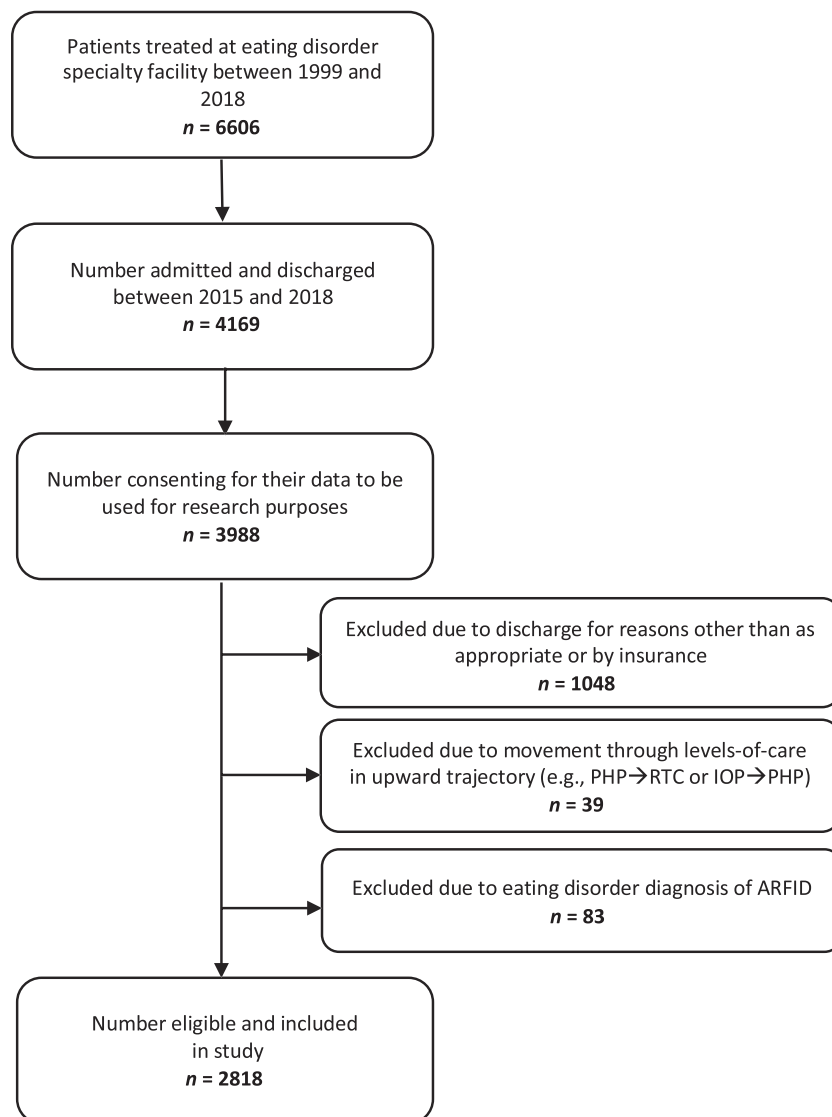 Patients treated at eating disorder
specialty facility between 1999 and
2018
n = 6606
Number admitted and discharged
between 2015 and 2018
n = 4169
Number consenting for their data to be
used for research purposes
n = 3988
Excluded due to discharge for reasons other than as
appropriate or by insurance
n = 1048
Excluded due to movement through levels-of-care
in upward trajectory (e.g., PHP→RTC or IOP→PHP)
n = 39
Excluded due to eating disorder diagnosis of ARFID
n = 83
Number eligible and included
in study
n = 2818